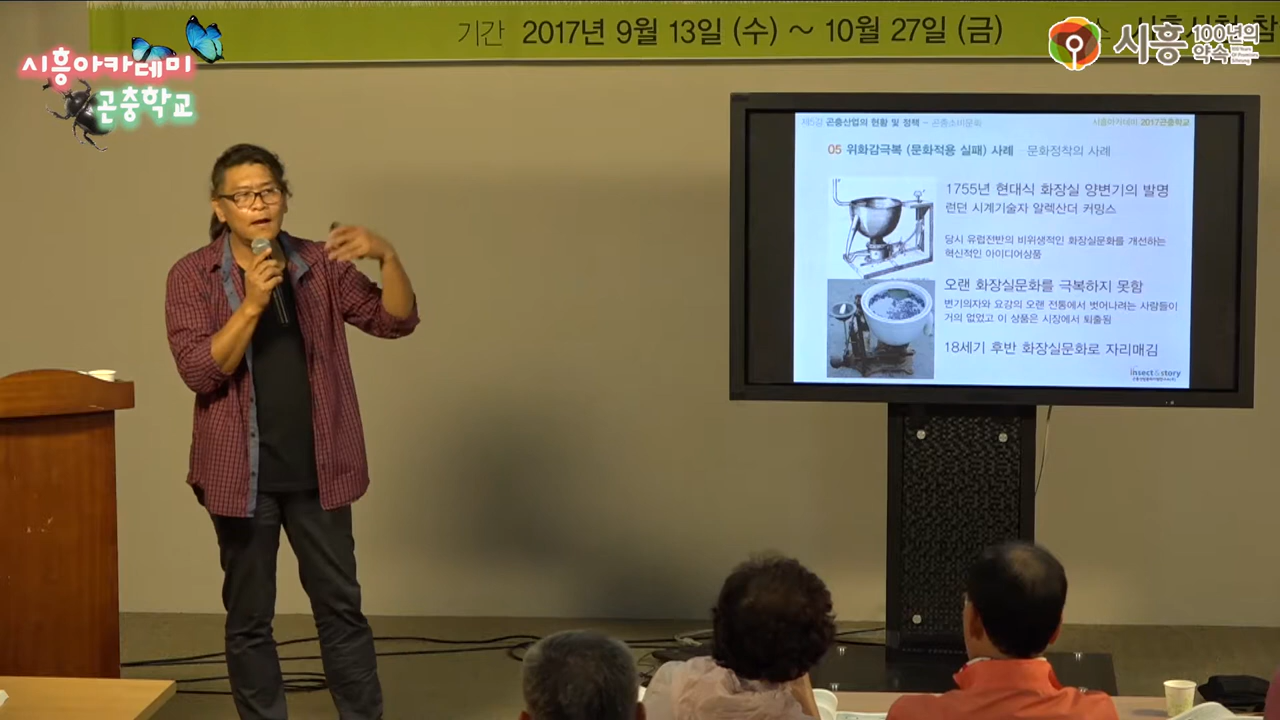 기간 2017년 9월 13일 (수) ~ 10월 27일 (금)
시흥 100년의 약속
시흥아카데미
곤충학교
제5강 곤충산업의 현황 및 정책 - 곤충소비문화
시흥아카데미 2017곤충학교
05 위화감극복 (문화적용 실패) 사례 - 문화정착의 사례
1755년 현대식 화장실 양변기의 발명
런던 시계기술자 알렉산더 커밍스
당시 유럽전반의 비위생적인 화장실문화를 개선하는
혁신적인 아이디어상품
오랜 화장실문화를 극복하지 못함
변기의자와 요강의 오랜 전통에서 벗어나려는 사람들이
거의 없었고 이 상품은 시장에서 퇴출됨
18세기 후반 화장실문화로 자리매김
insect&story